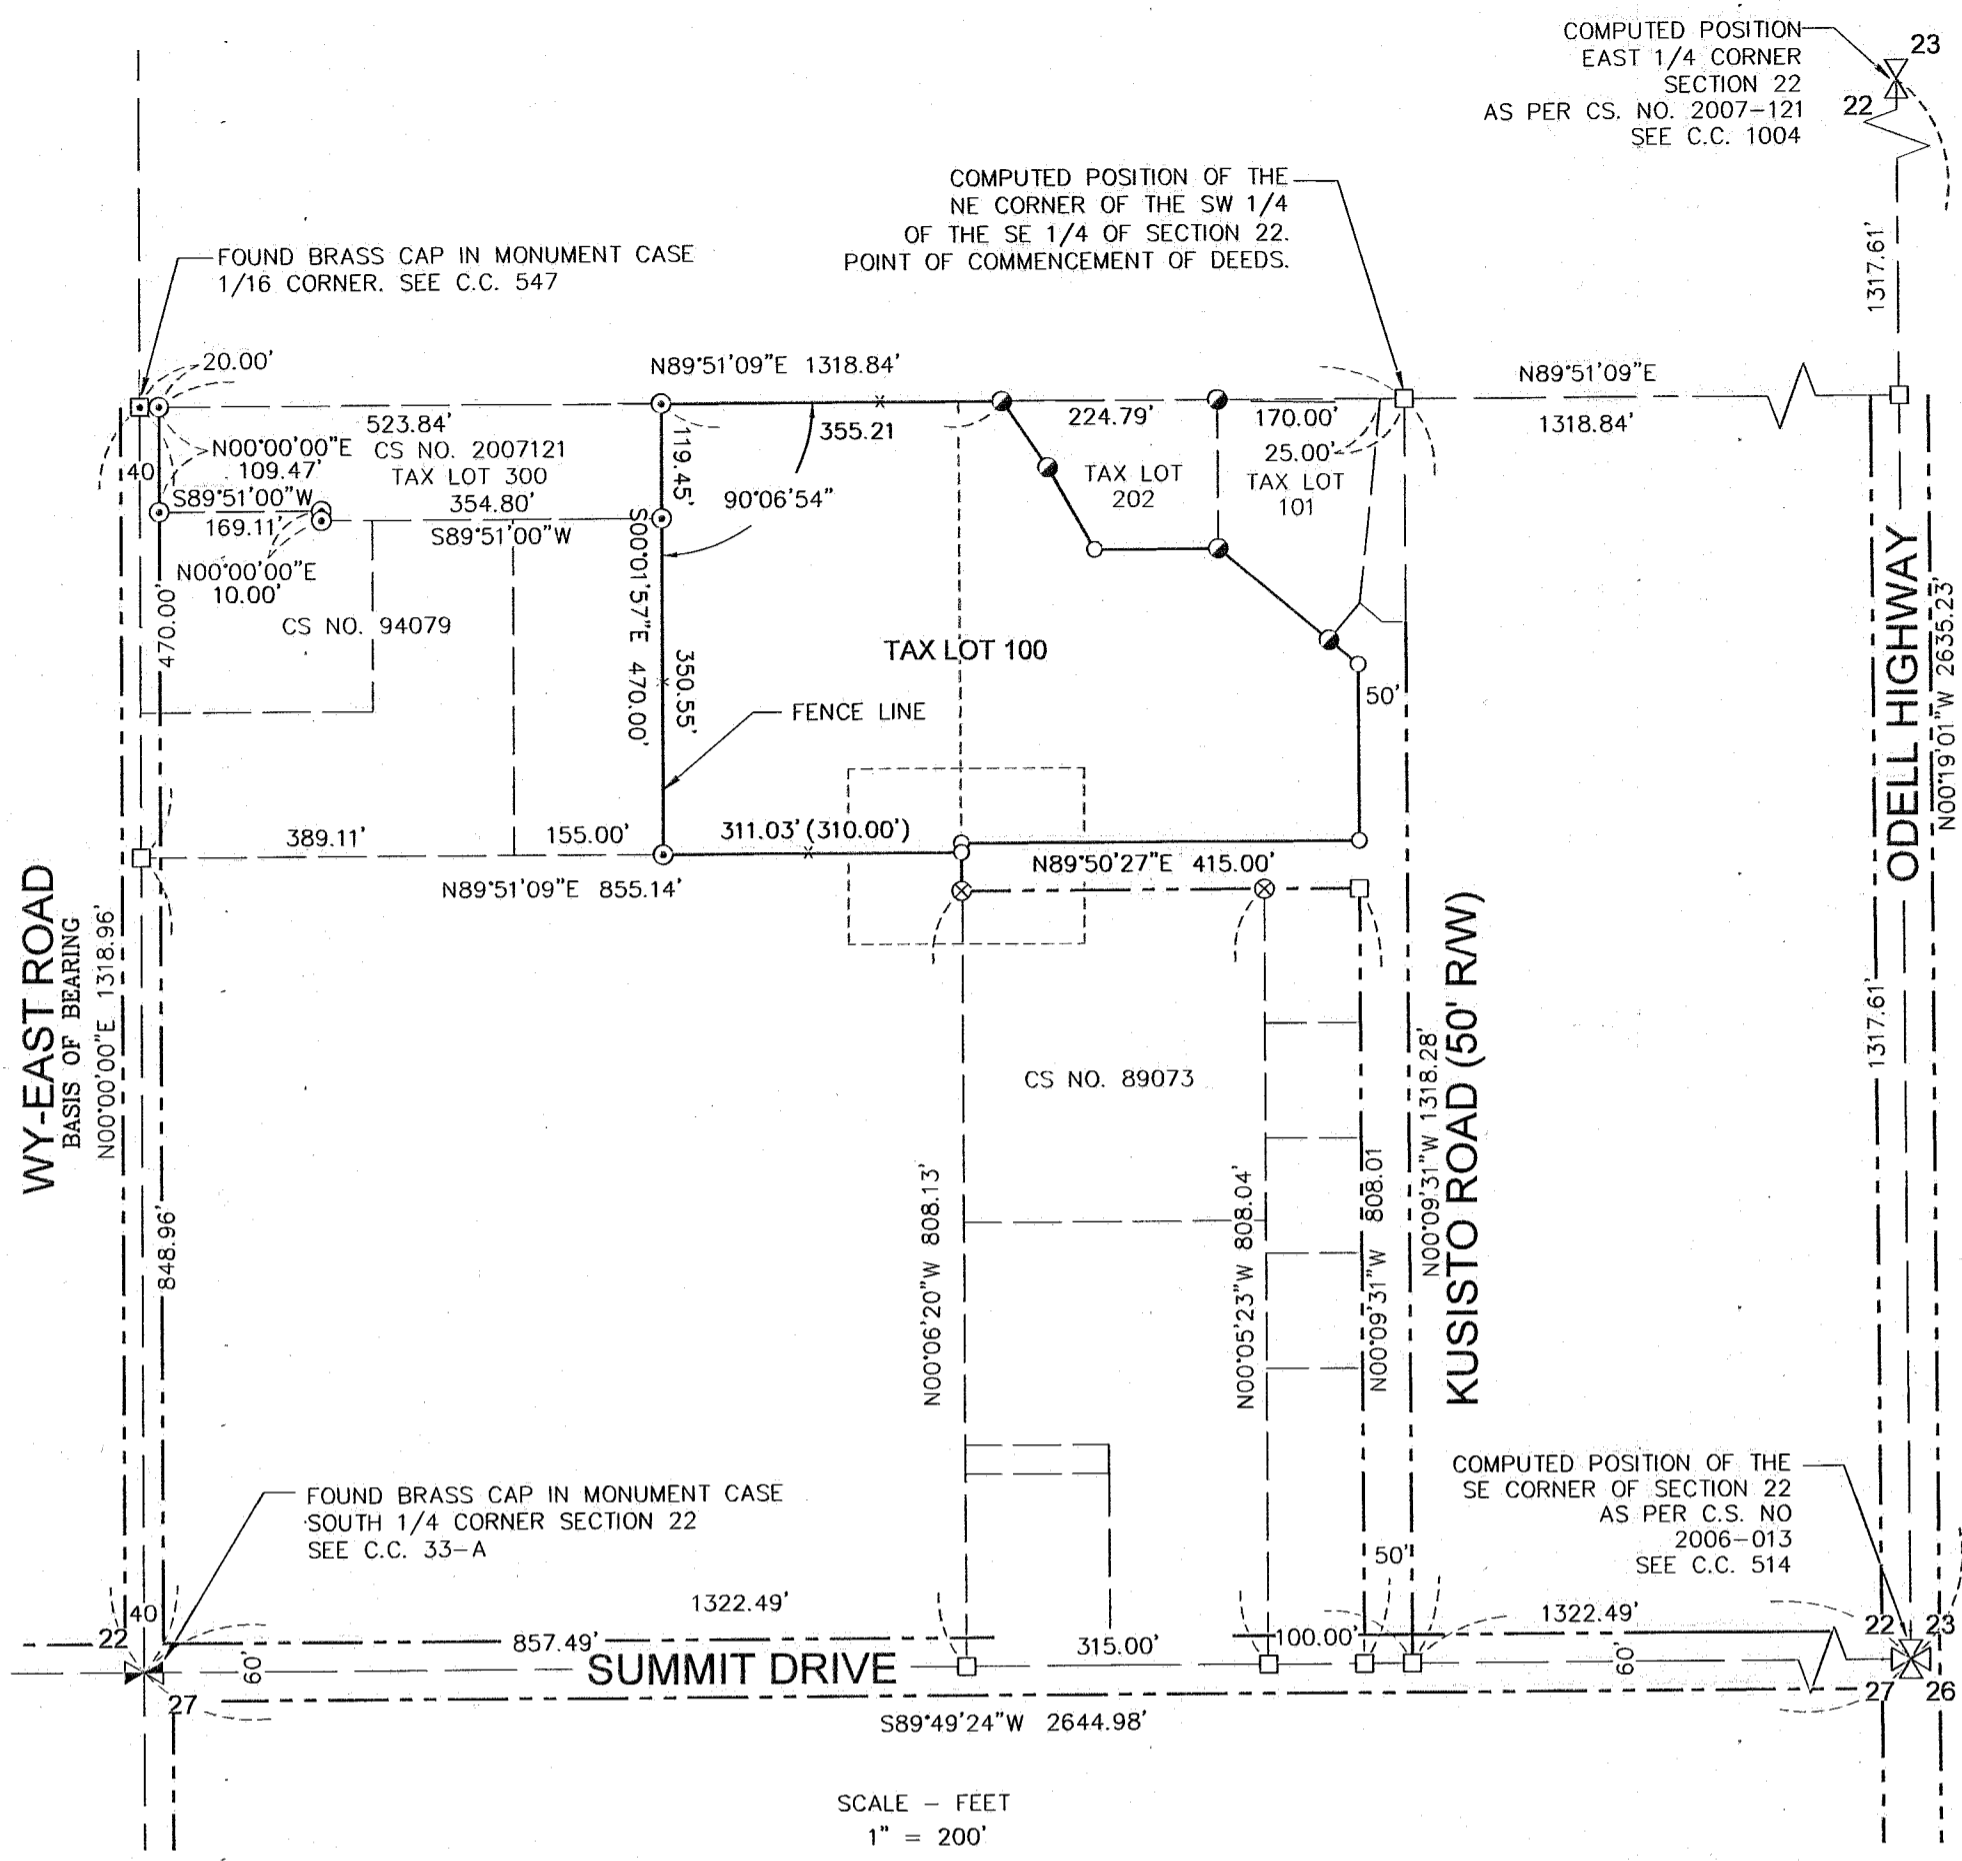 COMPUTED POSITION
EAST 1/4 CORNER
SECTION 22
AS PER CS. NO. 2007-121
SEE C.C. 1004
23
22
COMPUTED POSITION OF THE
NE CORNER OF THE SW 1/4
OF THE SE 1/4 OF SECTION 22.
POINT OF COMMENCEMENT OF DEEDS.
FOUND BRASS CAP IN MONUMENT CASE
1/16 CORNER. SEE C.C. 547
1317.61'
20.00'
N89°51'09"E 1318.84'
N89°51'09"E
1318.84'
523.84'
355.21
224.79'
170.00'
25.00'
N00°00'00"E
109.47'
CS NO. 2007121
TAX LOT 300
354.80'
S89°51'00"W
40
S89°51'00"W
169.11'
N00°00'00"E
10.00'
119.45'
90°06'54"
TAX LOT
202
TAX LOT
101
CS NO. 94079
470.00'
S00°01'57"E 470.00'
350.55'
TAX LOT 100
FENCE LINE
50'
ODELL HIGHWAY
N00°19'01"W 2635.23'
389.11'
155.00'
311.03' (310.00')
N89°51'09"E 855.14'
N89°50'27"E 415.00'
WY-EAST ROAD
BASIS OF BEARING
N00°00'00"E 1318.96'
848.96'
CS NO. 89073
N00°06'20"W 808.13'
N00°05'23"W 808.04'
N00°09'31"W 808.01
N00°09'31"W 1318.28'
KUSISTO ROAD (50' R/W)
1317.61'
FOUND BRASS CAP IN MONUMENT CASE
SOUTH 1/4 CORNER SECTION 22
SEE C.C. 33-A
COMPUTED POSITION OF THE
SE CORNER OF SECTION 22
AS PER C.S. NO
2006-013
SEE C.C. 514
50'
40
22
27
60'
1322.49'
857.49'
SUMMIT DRIVE
315.00'
100.00'
1322.49'
60'
22
23
27
26
S89°49'24"W 2644.98'
SCALE - FEET
1" = 200'